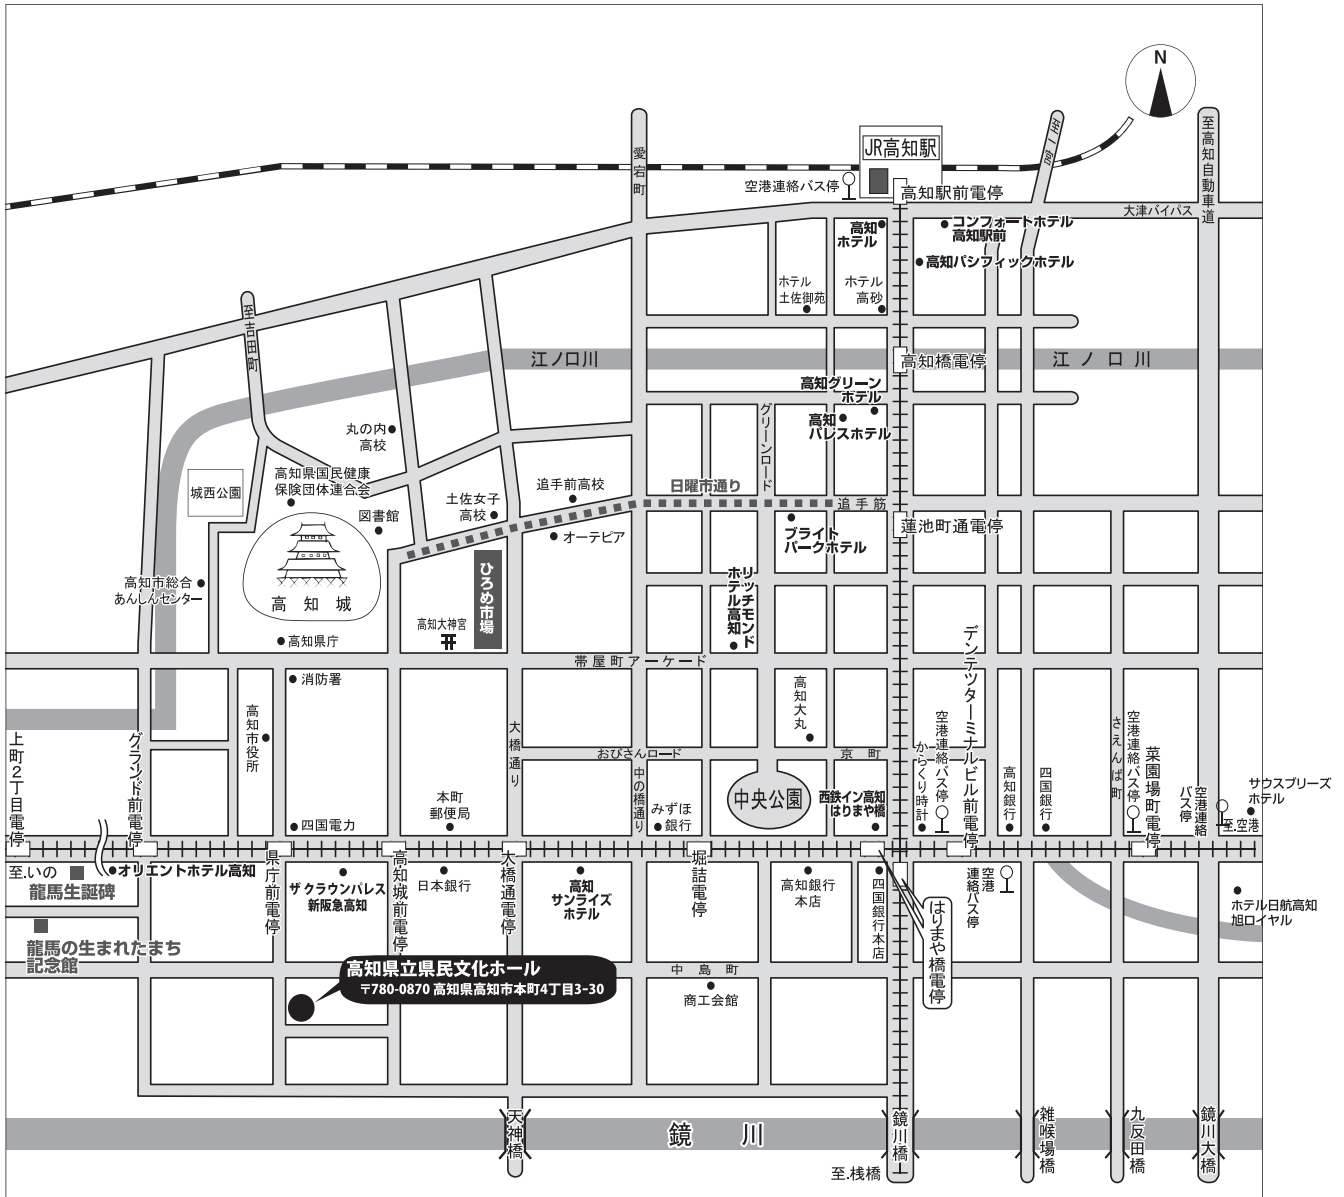 N
JR高知駅
愛宕町
至一宮
至高知自動車道
空港連絡バス停
高知駅前電停
大津バイパス
高知
ホテル
コンフォートホテル
高知駅前
高知パシフィックホテル
ホテル
土佐御苑
ホテル
高砂
至吉田町
江ノ口川
高知橋電停
江ノ口川
高知グリーン
ホテル
高知
パレスホテル
グリーンロード
丸の内
高校
高知県国民健康
保険団体連合会
城西公園
図書館
土佐女子
高校
追手前高校
日曜市通り
追手筋
オーテピア
蓮池町通電停
ブライト
パークホテル
高知城
高知市総合
あんしんセンター
ひろめ市場
高知大神宮
リッチモンド
ホテル高知
高知県庁
帯屋町アーケード
デンテツターミナルビル前電停
消防署
高知市役所
高知大丸
大橋通り
おびさんロード
京町
中の橋通り
上町2丁目電停
グランド前電停
四国電力
本町
郵便局
みずほ
銀行
中央公園
西鉄イン高知
はりまや橋
からくり時計
空港連絡バス停
高知銀行
四国銀行
さえんば町
空港連絡バス停
菜園場町電停
空港連絡
バス停
サウスブリーズ
ホテル
至.空港
至.いの
龍馬生誕碑
オリエントホテル高知
県庁前電停
ザ クラウンパレス
新阪急高知
高知城前電停
日本銀行
大橋通電停
高知
サンライズ
ホテル
堀詰電停
高知銀行
本店
四国銀行本店
はりまや橋電停
空港
連絡バス停
ホテル日航高知
旭ロイヤル
龍馬の生まれたまち
記念館
高知県立県民文化ホール
〒780-0870 高知県高知市本町4丁目3-30
中島町
商工会館
天神橋
鏡川
鏡川橋
雑喉場橋
九反田橋
鏡川大橋
至.桟橋